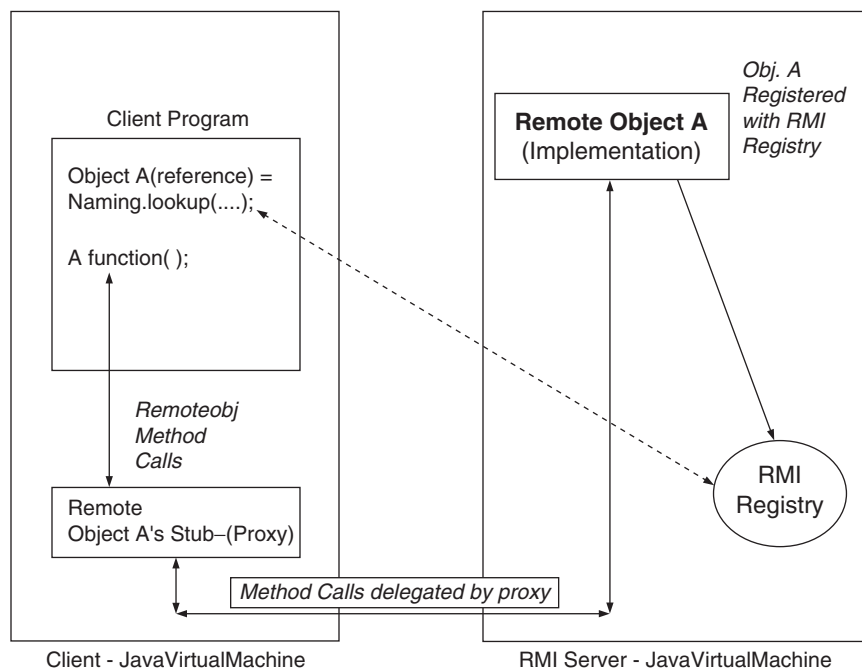 Client Program
Object A(reference) =
Naming.lookup(....);
A function( );
Remoteobj
Method
Calls
Remote
Object A's Stub–(Proxy)
Client - JavaVirtualMachine
Method Calls delegated by proxy
Remote Object A
(Implementation)
Obj. A
Registered
with RMI
Registry
RMI
Registry
RMI Server - JavaVirtualMachine